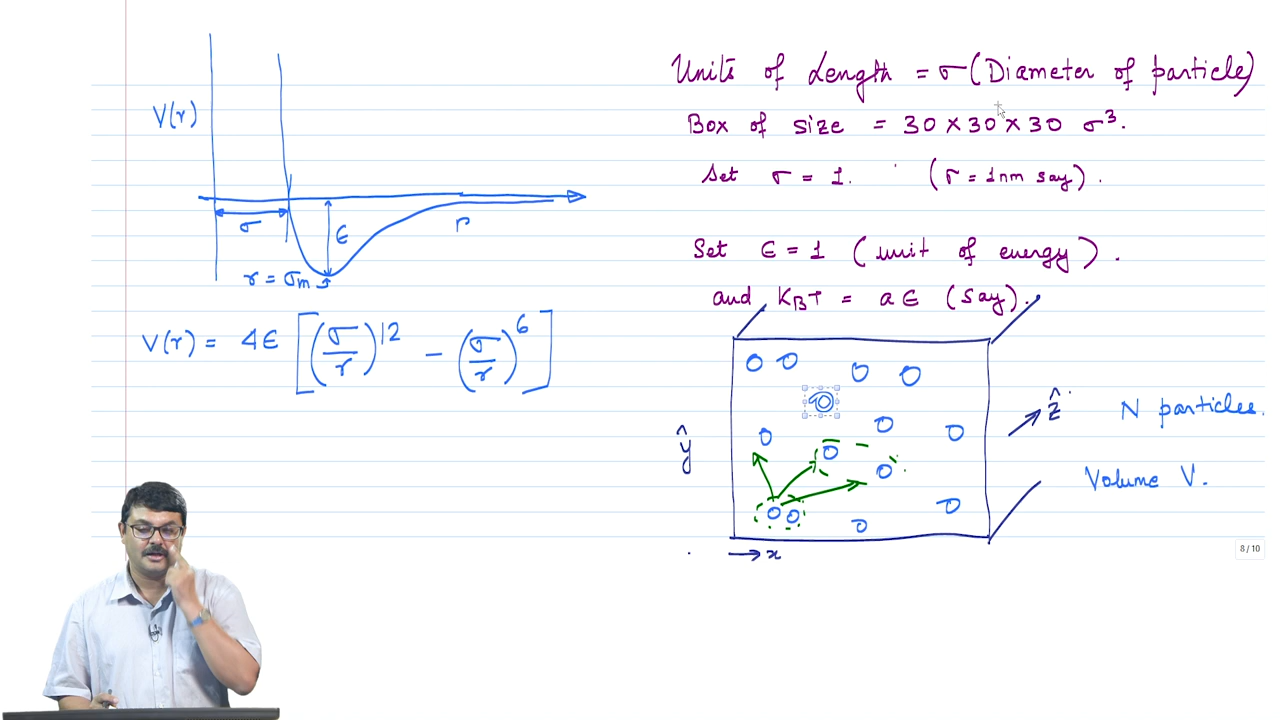 V(r)
σ
ϵ
r
r = σm
V(r) = 4ϵ [(σ/r)^12 − (σ/r)^6]
Units of Length = σ (Diameter of particle)
Box of size = 30 × 30 × 30 σ³.
Set σ = 1. (σ = 1nm say).
Set ϵ = 1 (unit of energy).
and KBT = aϵ (say).
ẑ
N particles.
ŷ
Volume V.
x
8 / 10